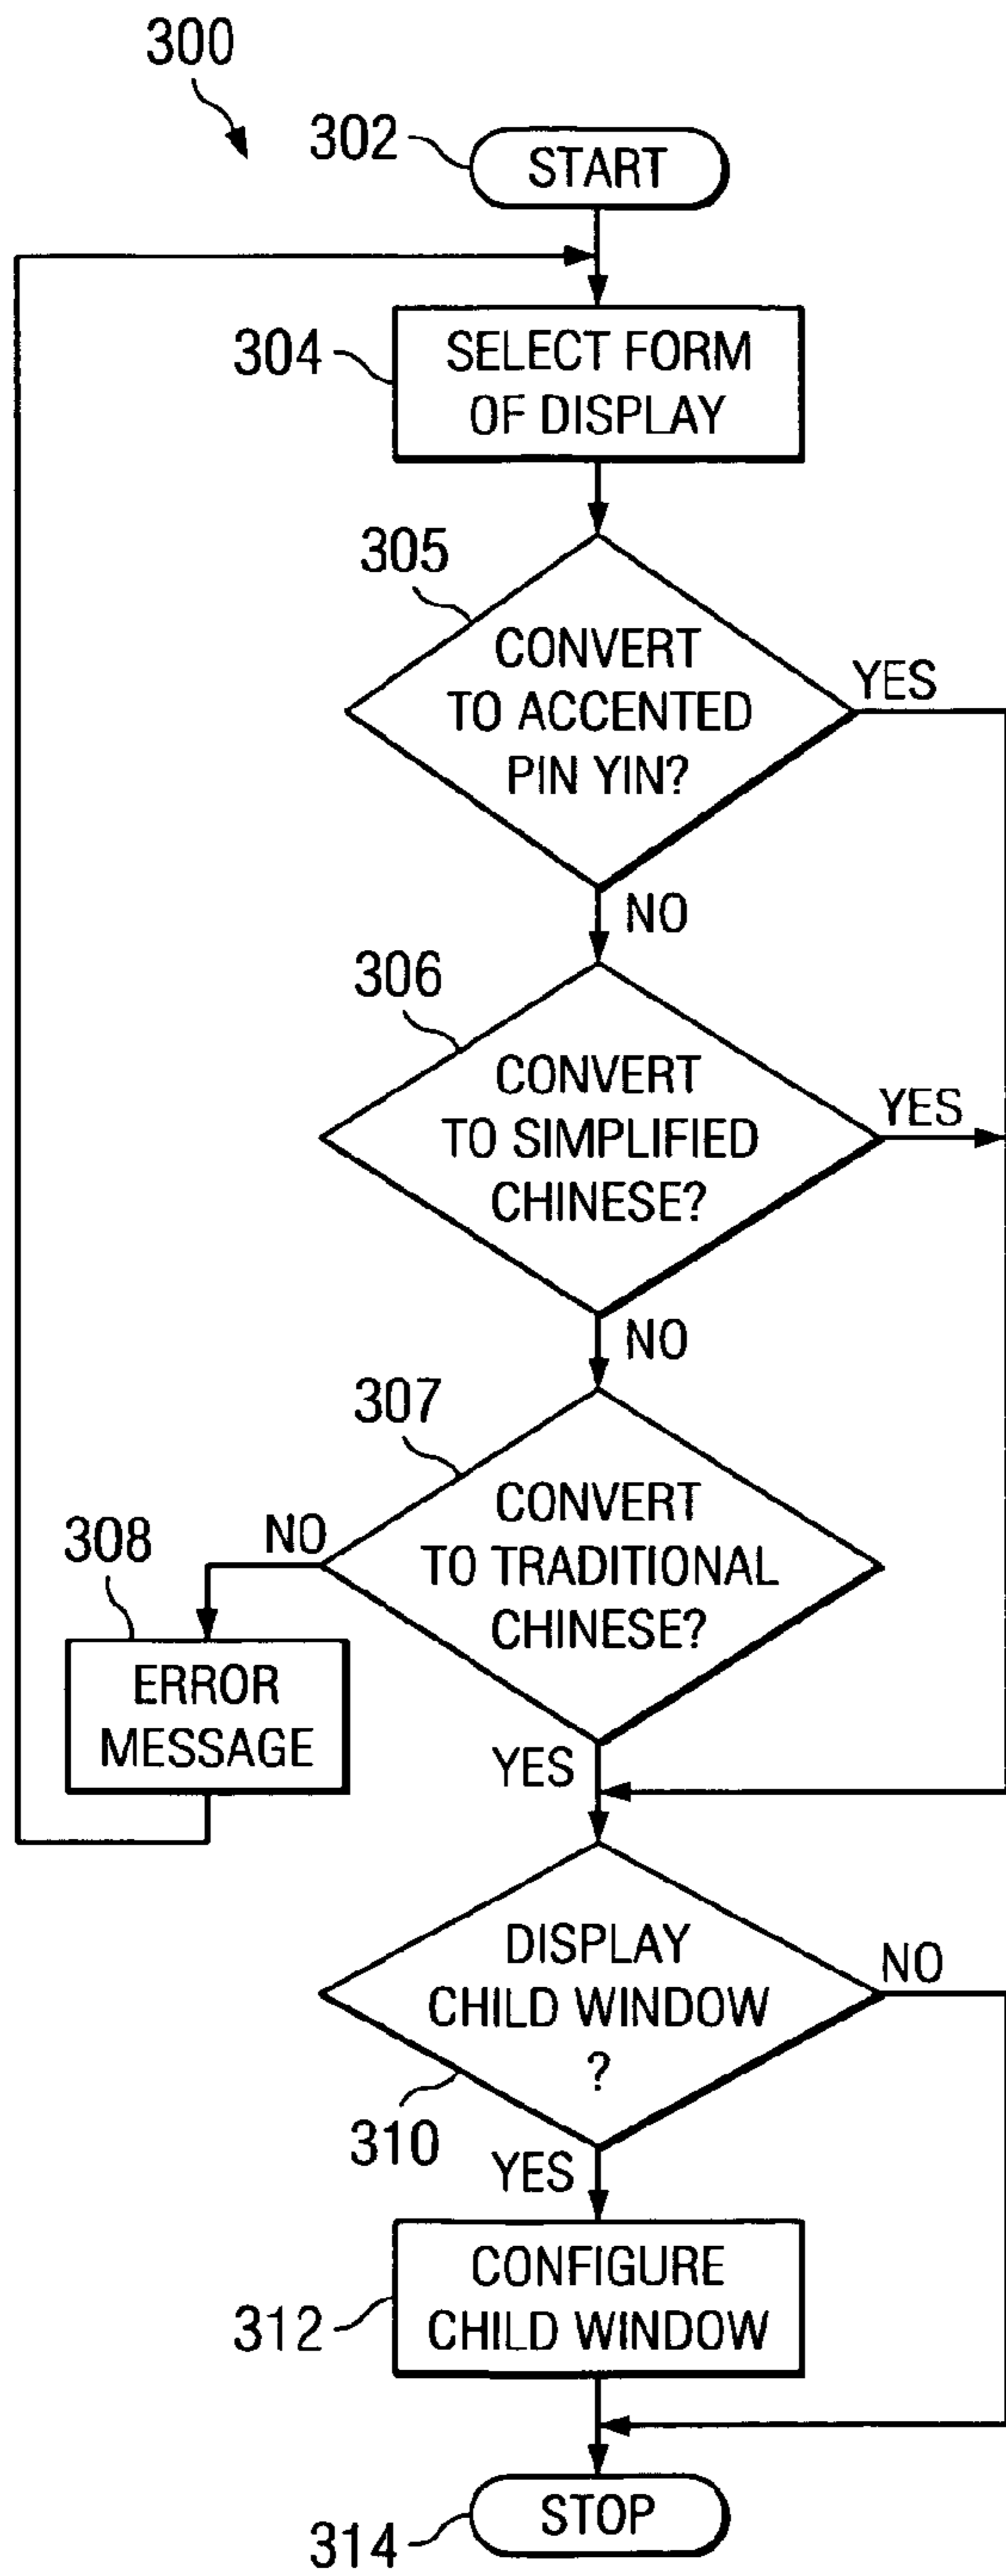 300
302
START
304
SELECT FORM
OF DISPLAY
305
CONVERT
TO ACCENTED
PIN YIN?
YES
NO
306
CONVERT
TO SIMPLIFIED
CHINESE?
YES
NO
307
CONVERT
TO TRADITIONAL
CHINESE?
NO
308
ERROR
MESSAGE
YES
DISPLAY
CHILD WINDOW
?
NO
310
YES
CONFIGURE
CHILD WINDOW
312
STOP
314